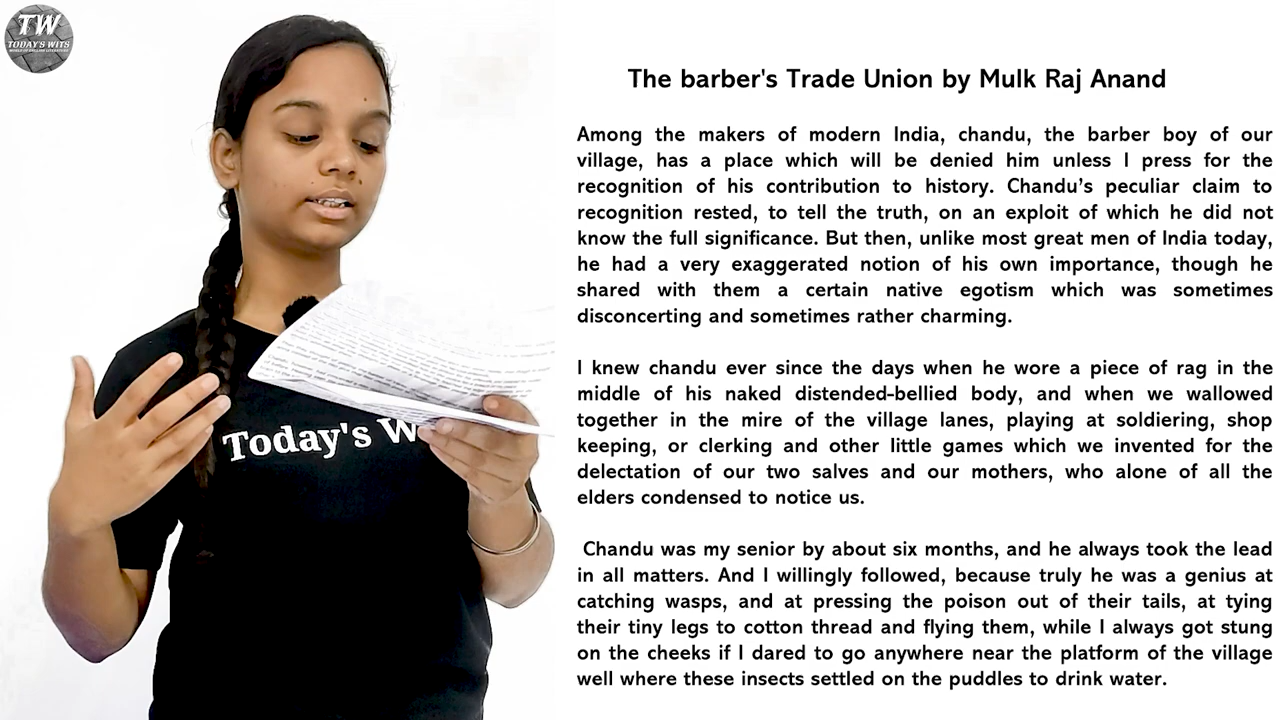 TW
TODAY'S WITS
The barber's Trade Union by Mulk Raj Anand
Among the makers of modern India, chandu, the barber boy of our
village, has a place which will be denied him unless I press for the
recognition of his contribution to history. Chandu's peculiar claim to
recognition rested, to tell the truth, on an exploit of which he did not
know the full significance. But then, unlike most great men of India today,
he had a very exaggerated notion of his own importance, though he
shared with them a certain native egotism which was sometimes
disconcerting and sometimes rather charming.
I knew chandu ever since the days when he wore a piece of rag in the
middle of his naked distended-bellied body, and when we wallowed
together in the mire of the village lanes, playing at soldiering, shop
keeping, or clerking and other little games which we invented for the
delectation of our two salves and our mothers, who alone of all the
elders condensed to notice us.
Chandu was my senior by about six months, and he always took the lead
in all matters. And I willingly followed, because truly he was a genius at
catching wasps, and at pressing the poison out of their tails, at tying
their tiny legs to cotton thread and flying them, while I always got stung
on the cheeks if I dared to go anywhere near the platform of the village
well where these insects settled on the puddles to drink water.
Today's W